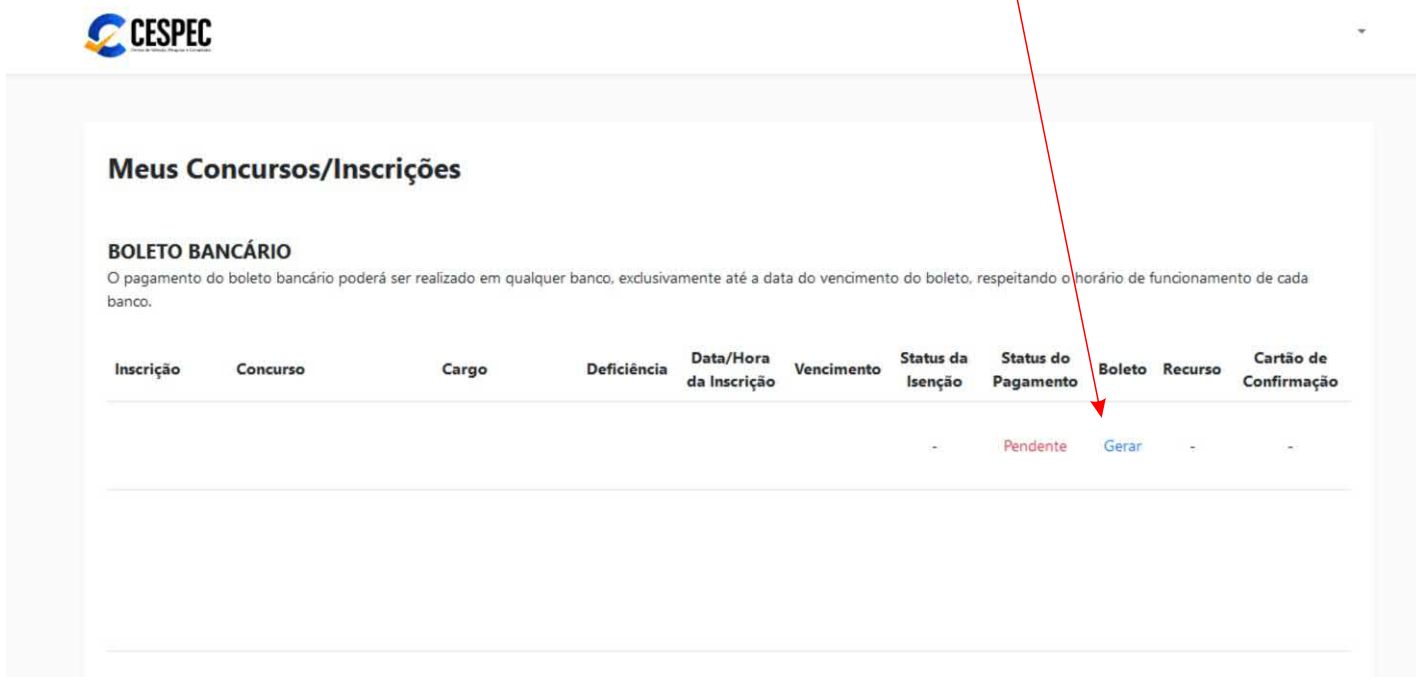 CESPEC
Meus Concursos/Inscrições
BOLETO BANCÁRIO
O pagamento do boleto bancário poderá ser realizado em qualquer banco, exclusivamente até a data do vencimento do boleto, respeitando o horário de funcionamento de cada
banco.
Inscrição Concurso Cargo Deficiência Data/Hora da Inscrição Vencimento Status da Isenção Status do Pagamento Boleto Recurso Cartão de Confirmação
- Pendente Gerar - -